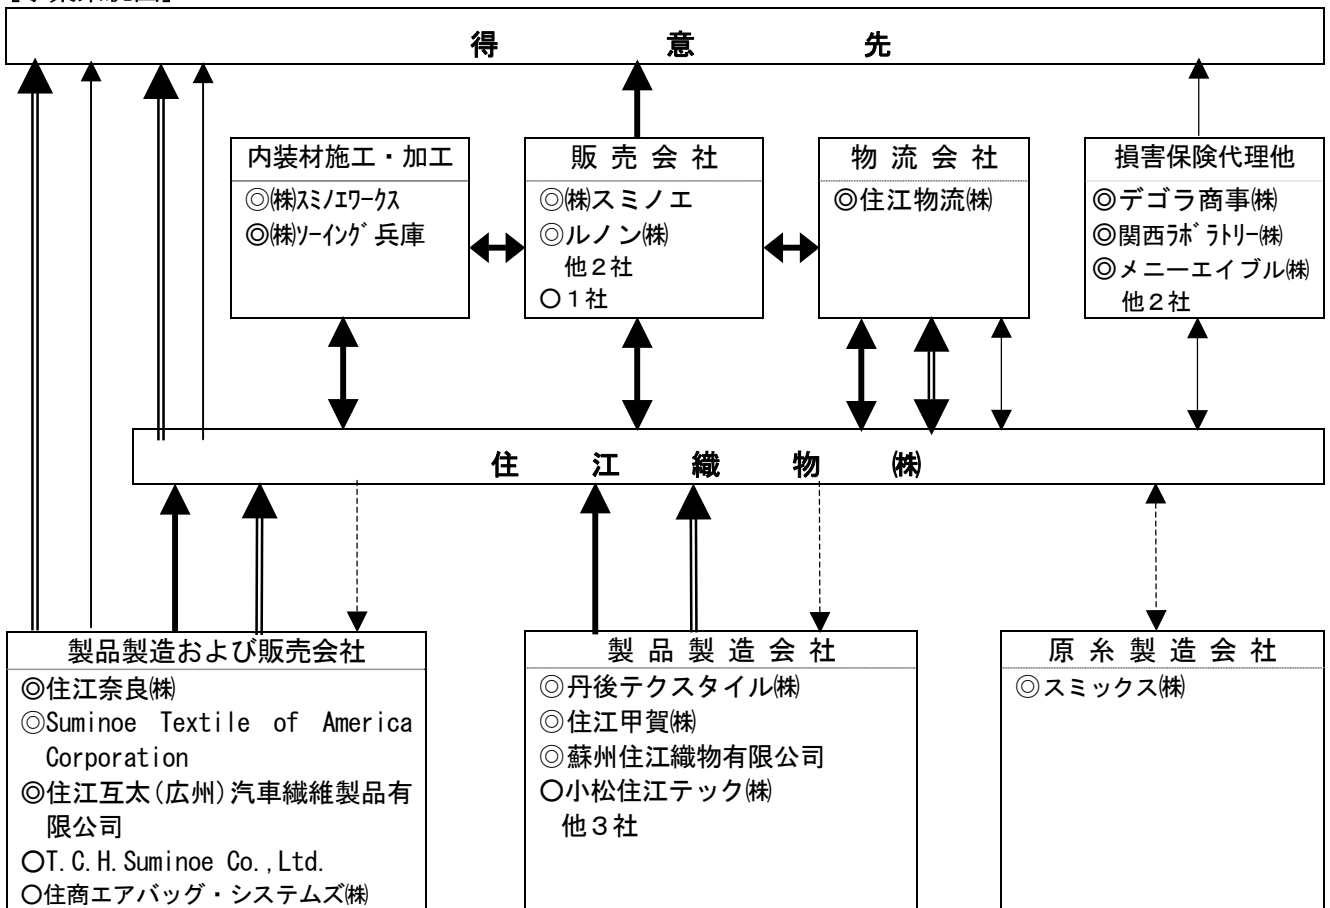 得意先
内装材施工・加工
◎㈱スミノエワークス
◎㈱ソーイング兵庫
販売会社
◎㈱スミノエ
◎ルノン㈱
他2社
○1社
物流会社
◎住江物流㈱
損害保険代理他
◎デゴラ商事㈱
◎関西ラボラトリー㈱
◎メニーエイブル㈱
他2社
住江織物㈱
製品製造および販売会社
◎住江奈良㈱
◎Suminoe Textile of America
Corporation
◎住江互太(広州)汽車繊維製品有
限公司
○T.C.H.Suminoe Co.,Ltd.
○住商エアバッグ・システムズ㈱
製品製造会社
◎丹後テクスタイル㈱
◎住江甲賀㈱
◎蘇州住江織物有限公司
○小松住江テック㈱
他3社
原糸製造会社
◎スミックス㈱